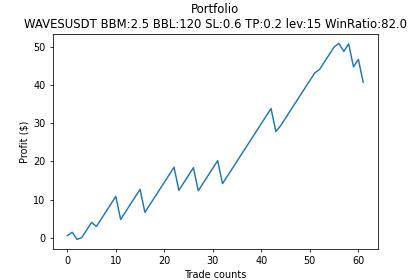 Portfolio
WAVESUSDT BBM:2.5 BBL:120 SL:0.6 TP:0.2 lev:15 WinRatio:82.0
50
40
30
20
10
0
Profit ($)
0 10 20 30 40 50 60
Trade counts